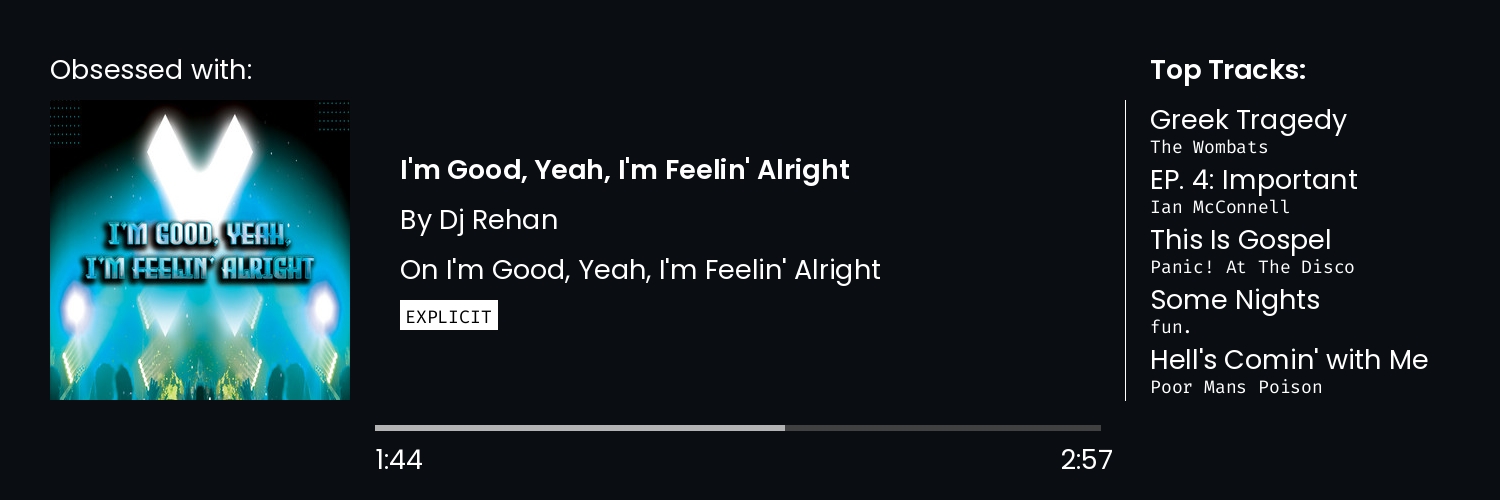 Obsessed with:
I'M GOOD, YEAH,
I'M FEELIN' ALRIGHT
I'm Good, Yeah, I'm Feelin' Alright
By Dj Rehan
On I'm Good, Yeah, I'm Feelin' Alright
EXPLICIT
1:44
2:57
Top Tracks:
Greek Tragedy
The Wombats
EP. 4: Important
Ian McConnell
This Is Gospel
Panic! At The Disco
Some Nights
fun.
Hell's Comin' with Me
Poor Mans Poison